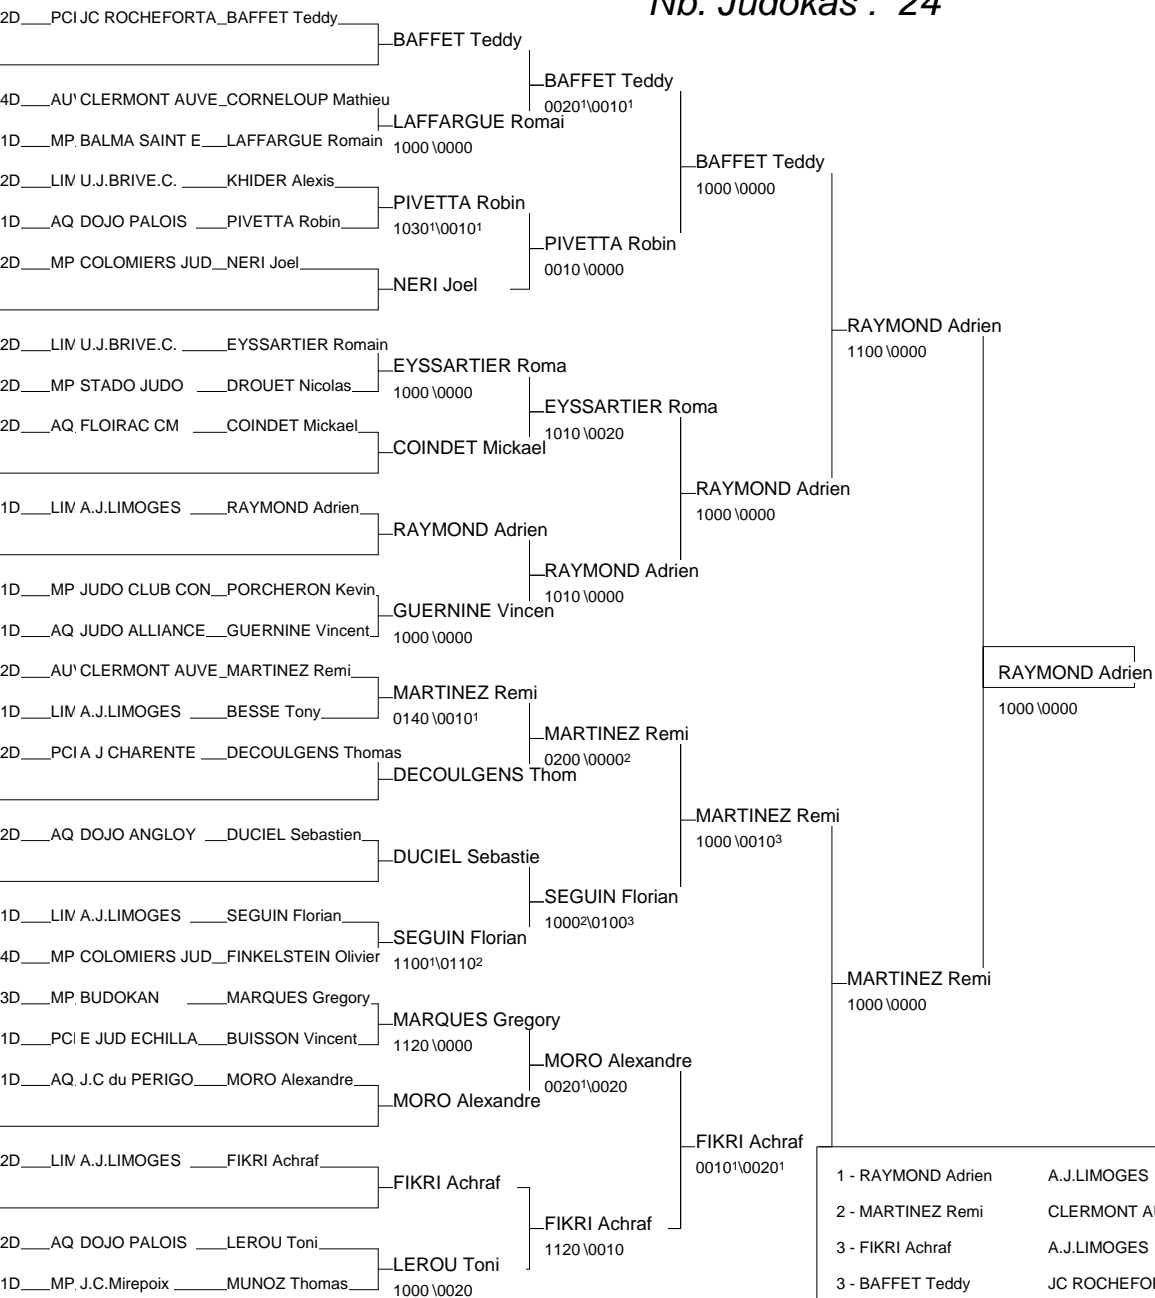 Nb. Judokas : 24
2D PCI JC ROCHEFORTA BAFFET Teddy
BAFFET Teddy
BAFFET Teddy
0020¹\0010¹
4D AU\ CLERMONT AUVE CORNELOUP Mathieu
LAFFARGUE Romai
1000 \0000
1D MP BALMA SAINT E LAFFARGUE Romain
BAFFET Teddy
1000 \0000
2D LIM U.J.BRIVE.C. KHIDER Alexis
PIVETTA Robin
1030¹\0010¹
1D AQ DOJO PALOIS PIVETTA Robin
PIVETTA Robin
0010 \0000
2D MP COLOMIERS JUD NERI Joel
NERI Joel
RAYMOND Adrien
1100 \0000
2D LIM U.J.BRIVE.C. EYSSARTIER Romain
EYSSARTIER Roma
1000 \0000
2D MP STADO JUDO DROUET Nicolas
EYSSARTIER Roma
1010 \0020
2D AQ FLOIRAC CM COINDET Mickael
COINDET Mickael
RAYMOND Adrien
1000 \0000
1D LIM A.J.LIMOGES RAYMOND Adrien
RAYMOND Adrien
RAYMOND Adrien
1010 \0000
1D MP JUDO CLUB CON PORCHERON Kevin
GUERNINE Vincen
1000 \0000
1D AQ JUDO ALLIANCE GUERNINE Vincent
RAYMOND Adrien
1000 \0000
2D AU\ CLERMONT AUVE MARTINEZ Remi
MARTINEZ Remi
0140 \0010¹
1D LIM A.J.LIMOGES BESSE Tony
MARTINEZ Remi
0200 \0000²
2D PCI A J CHARENTE DECOULGENS Thomas
DECOULGENS Thom
MARTINEZ Remi
1000 \0010³
2D AQ DOJO ANGLOY DUCIEL Sebastien
DUCIEL Sebastie
SEGUIN Florian
1000²\0100³
1D LIM A.J.LIMOGES SEGUIN Florian
SEGUIN Florian
1100¹\0110²
4D MP COLOMIERS JUD FINKELSTEIN Olivier
MARTINEZ Remi
1000 \0000
3D MP BUDOKAN MARQUES Gregory
MARQUES Gregory
1120 \0000
1D PCI E JUD ECHILLA BUISSON Vincent
MORO Alexandre
0020¹\0020
1D AQ J.C du PERIGO MORO Alexandre
MORO Alexandre
FIKRI Achraf
0010¹\0020¹
2D LIM A.J.LIMOGES FIKRI Achraf
FIKRI Achraf
FIKRI Achraf
1120 \0010
2D AQ DOJO PALOIS LEROU Toni
LEROU Toni
1000 \0020
1D MP J.C.Mirepoix MUNOZ Thomas
1 - RAYMOND Adrien A.J.LIMOGES
2 - MARTINEZ Remi CLERMONT AU
3 - FIKRI Achraf A.J.LIMOGES
3 - BAFFET Teddy JC ROCHEFOR